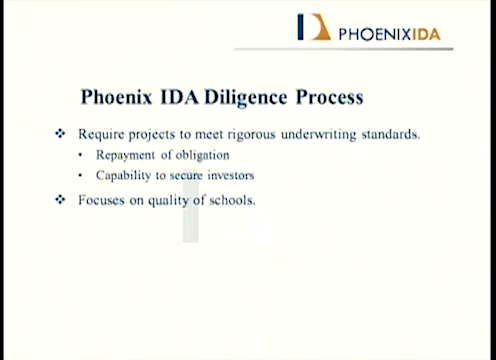 PHOENIXIDA
Phoenix IDA Diligence Process
❖ Require projects to meet rigorous underwriting standards.
• Repayment of obligation
• Capability to secure investors
❖ Focuses on quality of schools.